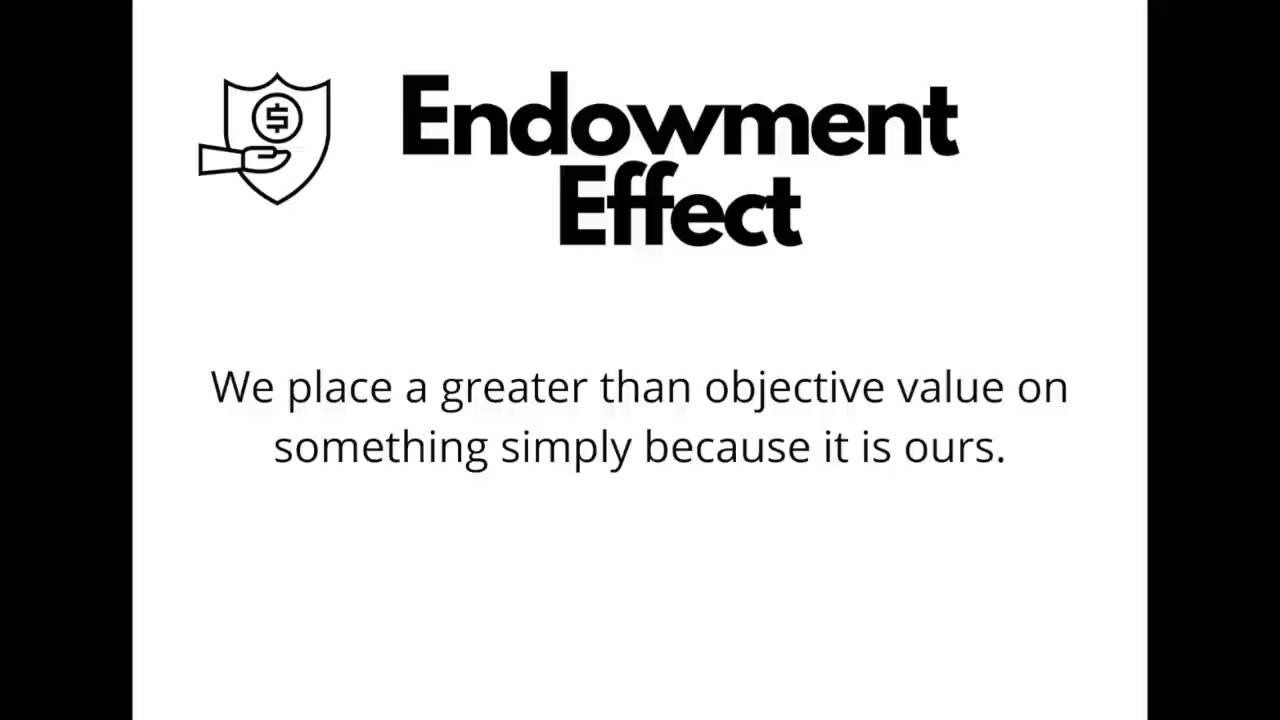 Endowment
Effect
We place a greater than objective value on
something simply because it is ours.